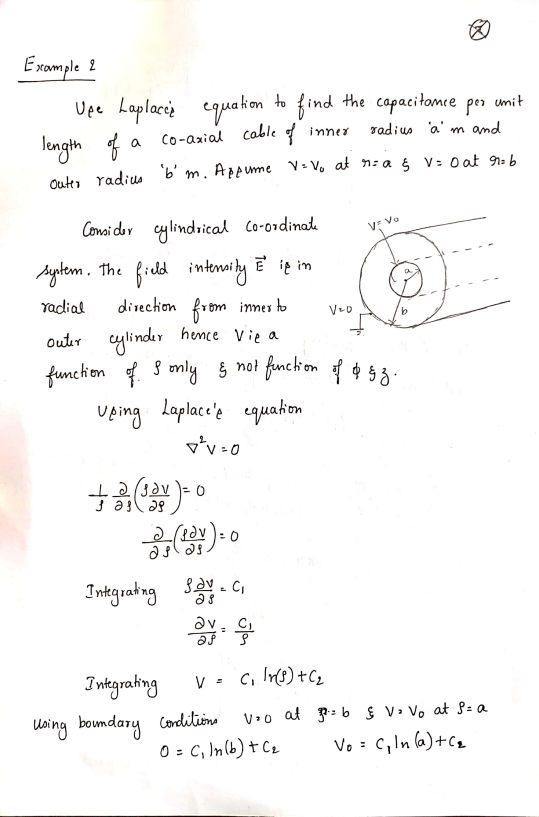 ②
Example 2
Use Laplace's equation to find the capacitance per unit
length of a co-axial cable of inner radius 'a' m and
outer radius 'b' m. Assume V=V₀ at r=a & V=0 at r=b
Consider cylindrical Co-ordinate
system. The field intensity E⃗ is in
radial direction from inner to
outer cylinder hence V is a
function of ρ only & not function of φ & z.
V=V₀
a
V=0
b
Using Laplace's equation
∇²V=0
1/ρ ∂/∂ρ (ρ∂V/∂ρ) = 0
∂/∂ρ (ρ∂V/∂ρ) = 0
Integrating ρ∂V/∂ρ = C₁
∂V/∂ρ = C₁/ρ
Integrating V = C₁ ln(ρ)+C₂
Using boundary Conditions V=0 at ρ=b & V=V₀ at ρ=a
0 = C₁ ln(b)+C₂ V₀ = C₁ ln(a)+C₂